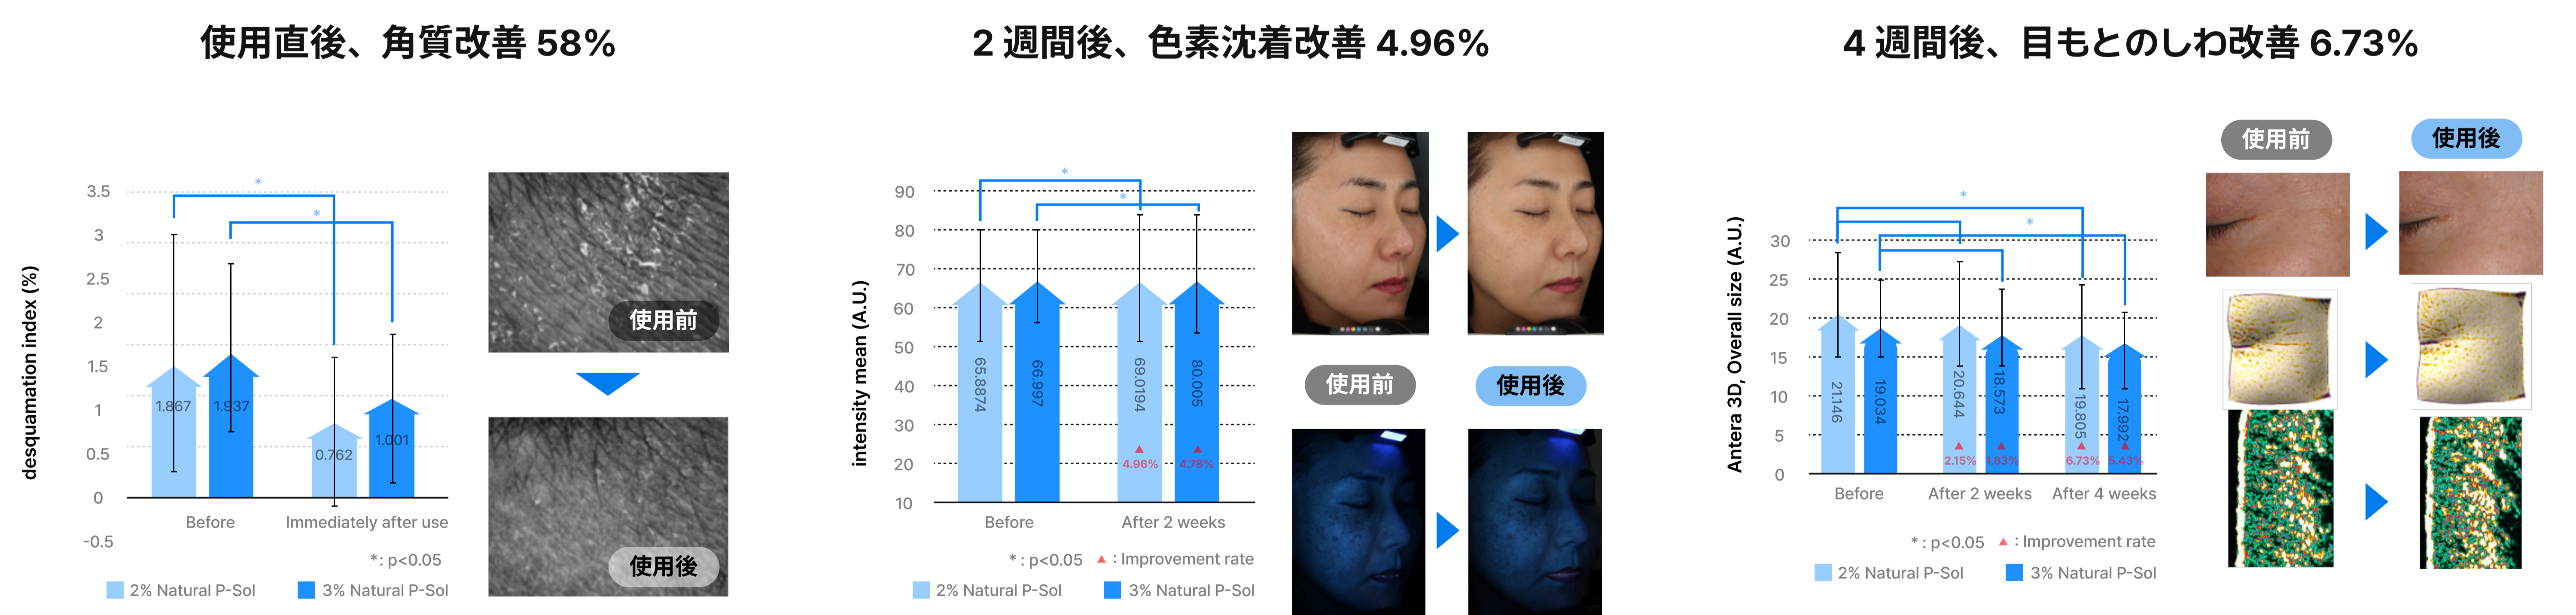 使用直後、角質改善 58%
desquamation index (%)
3.5
3
2.5
2
1.5
1
0.5
0
-0.5
*
*
1.867
1.937
0.762
1.001
Before
Immediately after use
*: p<0.05
2% Natural P-Sol
3% Natural P-Sol
使用前
使用後
2 週間後、色素沈着改善 4.96%
intensity mean (A.U.)
90
80
70
60
50
40
30
20
10
*
*
65.8874
66.997
69.0194
80.005
4.96%
4.78%
Before
After 2 weeks
* : p<0.05
▲ : Improvement rate
2% Natural P-Sol
3% Natural P-Sol
使用前
使用後
4 週間後、目もとのしわ改善 6.73%
Antera 3D, Overall size (A.U.)
30
25
20
15
10
5
0
*
*
21.146
19.034
20.644
18.573
19.805
17.992
2.15%
1.83%
6.73%
5.43%
Before
After 2 weeks
After 4 weeks
* : p<0.05
▲ : Improvement rate
2% Natural P-Sol
3% Natural P-Sol
使用前
使用後